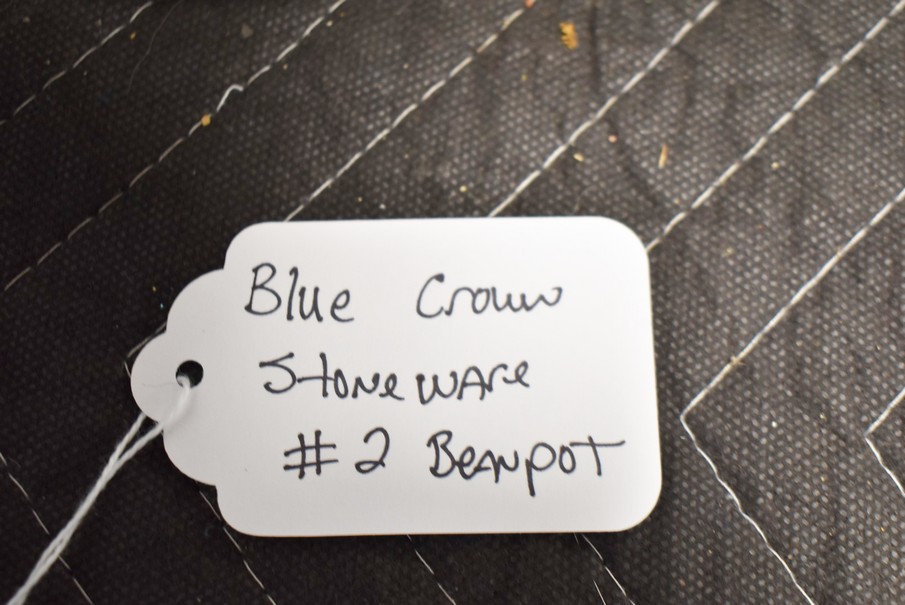 Blue Crown
Stoneware
#2 Beanpot